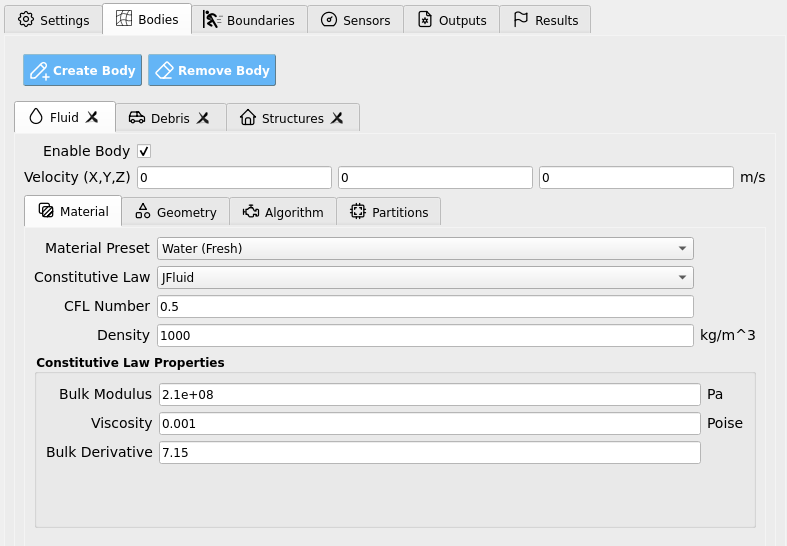 Settings Bodies Boundaries Sensors Outputs Results
Create Body Remove Body
Fluid Debris Structures
Enable Body
Velocity (X,Y,Z) 0 0 0 m/s
Material Geometry Algorithm Partitions
Material Preset Water (Fresh)
Constitutive Law JFluid
CFL Number 0.5
Density 1000 kg/m^3
Constitutive Law Properties
Bulk Modulus 2.1e+08 Pa
Viscosity 0.001 Poise
Bulk Derivative 7.15